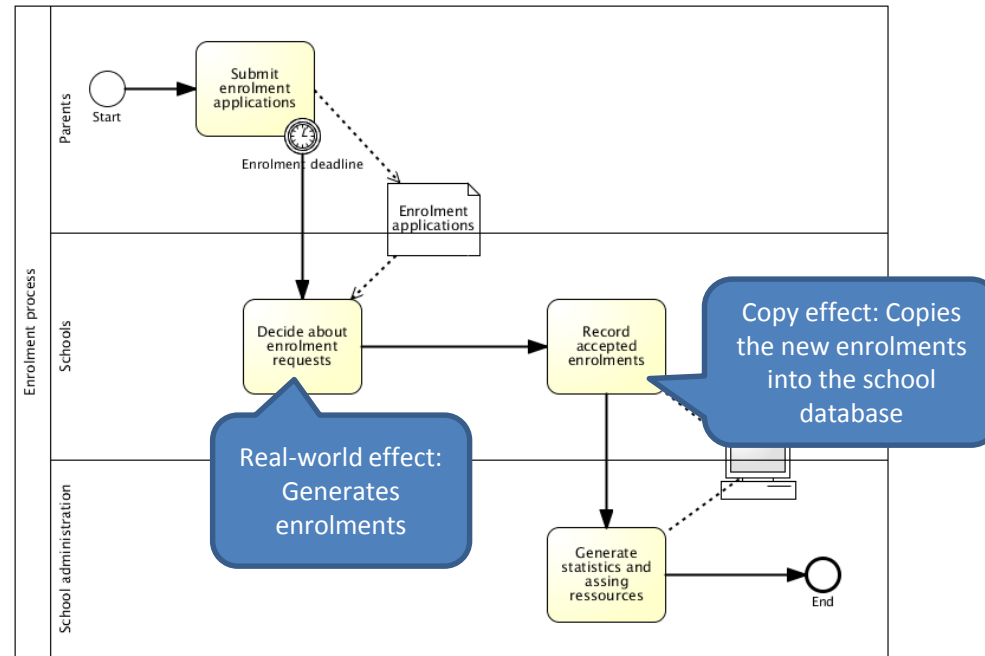 Enrolment process
Parents
Start
Submit
enrolment
applications
Enrolment deadline
Enrolment
applications
Schools
Decide about
enrolment
requests
Record
accepted
enrolments
Copy effect: Copies
the new enrolments
into the school
database
Real-world effect:
Generates
enrolments
School administration
Generate
statistics and
assing
ressources
End